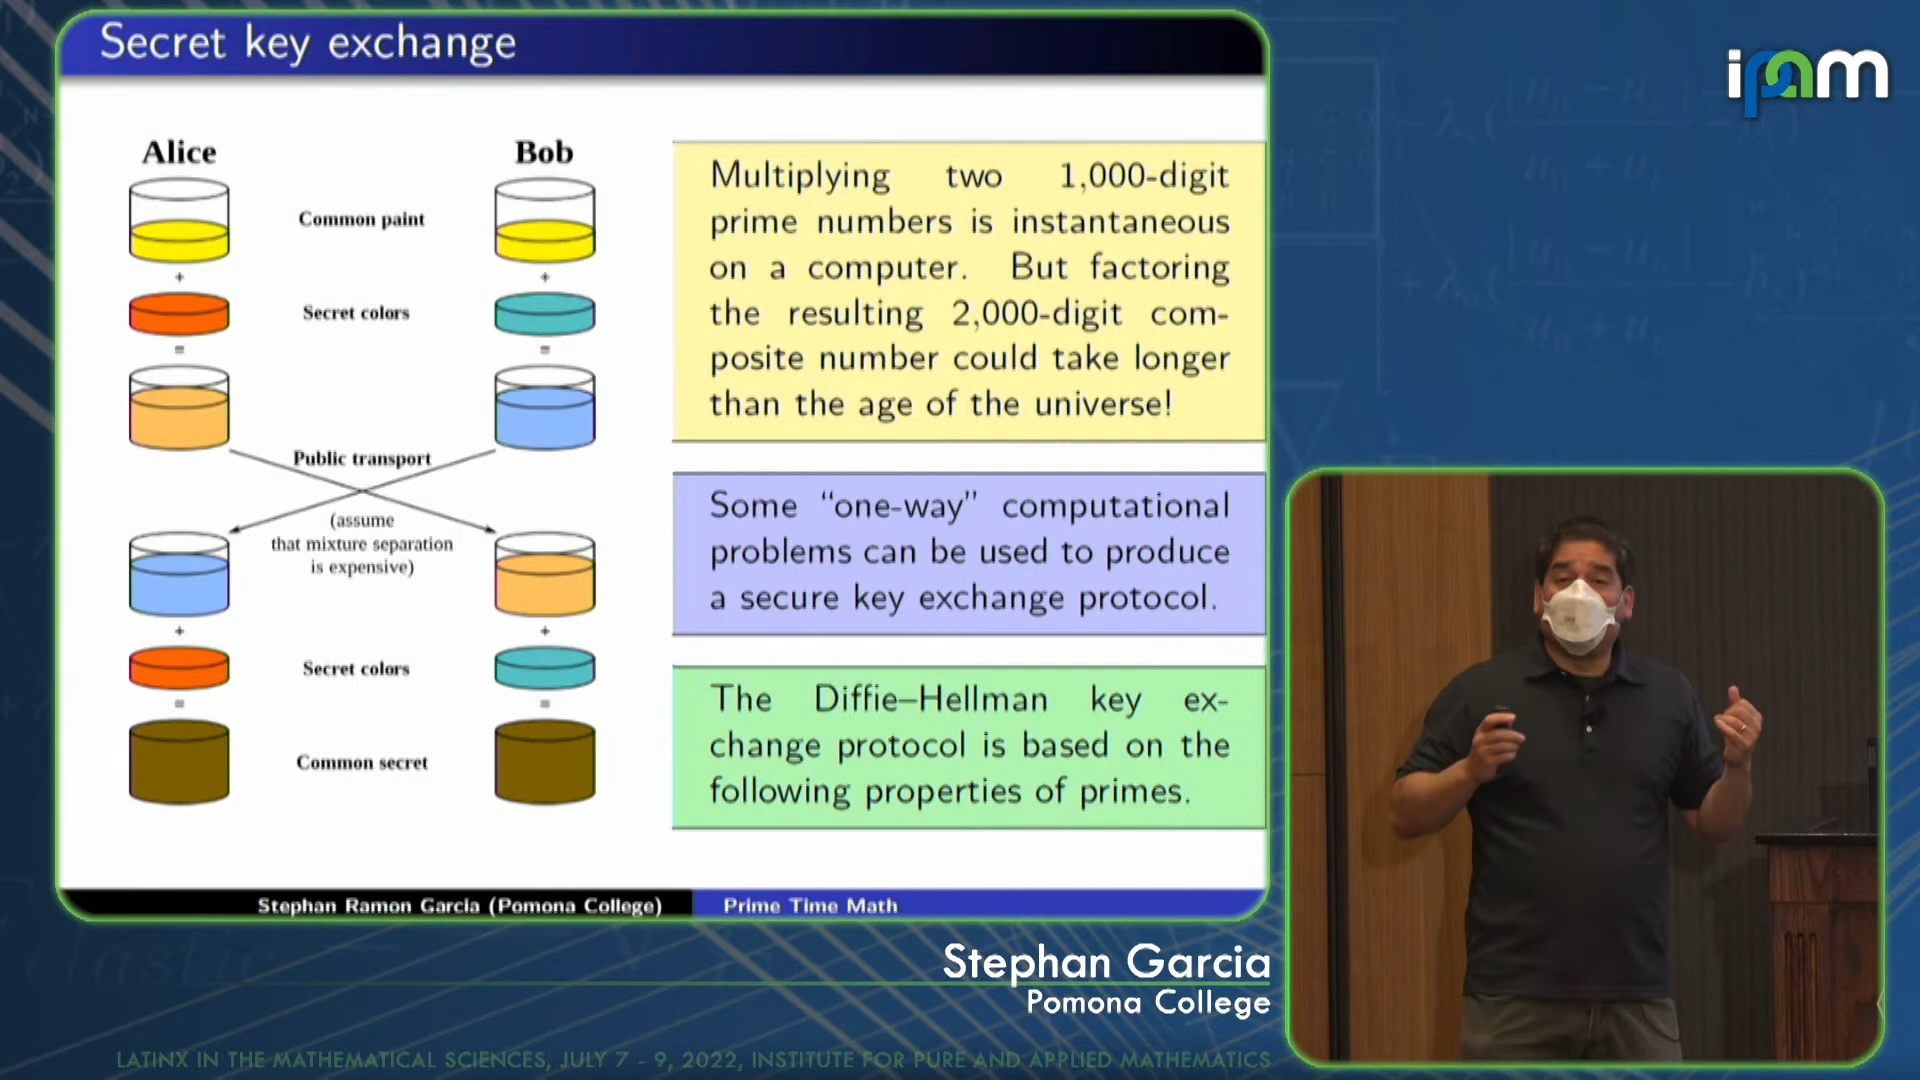 Secret key exchange
ipam
Alice
Bob
Common paint
+
+
Secret colors
=
=
Public transport
(assume
that mixture separation
is expensive)
+
+
Secret colors
=
=
Common secret
Multiplying two 1,000-digit
prime numbers is instantaneous
on a computer. But factoring
the resulting 2,000-digit com-
posite number could take longer
than the age of the universe!
Some “one-way” computational
problems can be used to produce
a secure key exchange protocol.
The Diffie–Hellman key ex-
change protocol is based on the
following properties of primes.
Stephan Ramon Garcia (Pomona College)
Prime Time Math
Stephan Garcia
Pomona College
LATINX IN THE MATHEMATICAL SCIENCES, JULY 7 - 9, 2022, INSTITUTE FOR PURE AND APPLIED MATHEMATICS